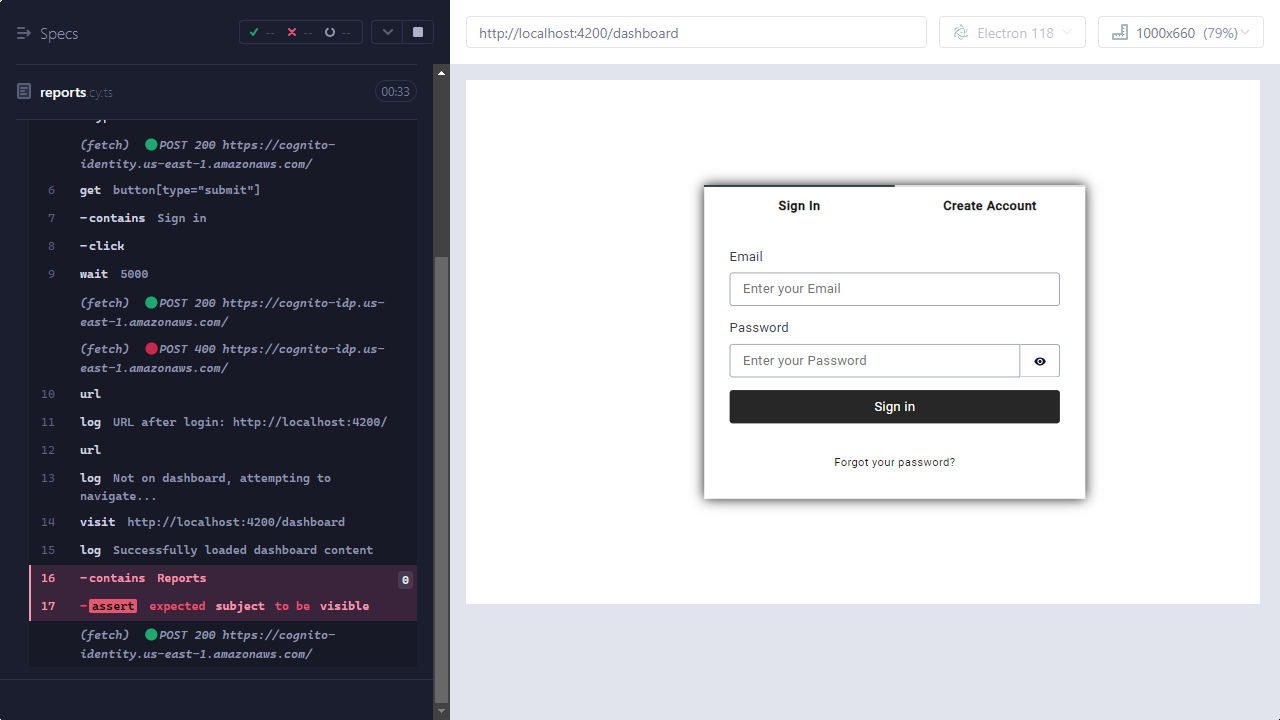 Specs
-- -- --
reports.cy.ts
00:33
(fetch) POST 200 https://cognito-
identity.us-east-1.amazonaws.com/
6 get button[type="submit"]
7 -contains Sign in
8 -click
9 wait 5000
(fetch) POST 200 https://cognito-idp.us-
east-1.amazonaws.com/
(fetch) POST 400 https://cognito-idp.us-
east-1.amazonaws.com/
10 url
11 log URL after login: http://localhost:4200/
12 url
13 log Not on dashboard, attempting to
navigate...
14 visit http://localhost:4200/dashboard
15 log Successfully loaded dashboard content
16 -contains Reports 0
17 -assert expected subject to be visible
(fetch) POST 200 https://cognito-
identity.us-east-1.amazonaws.com/
http://localhost:4200/dashboard
Electron 118
1000x660 (79%)
Sign In
Create Account
Email
Enter your Email
Password
Enter your Password
Sign in
Forgot your password?